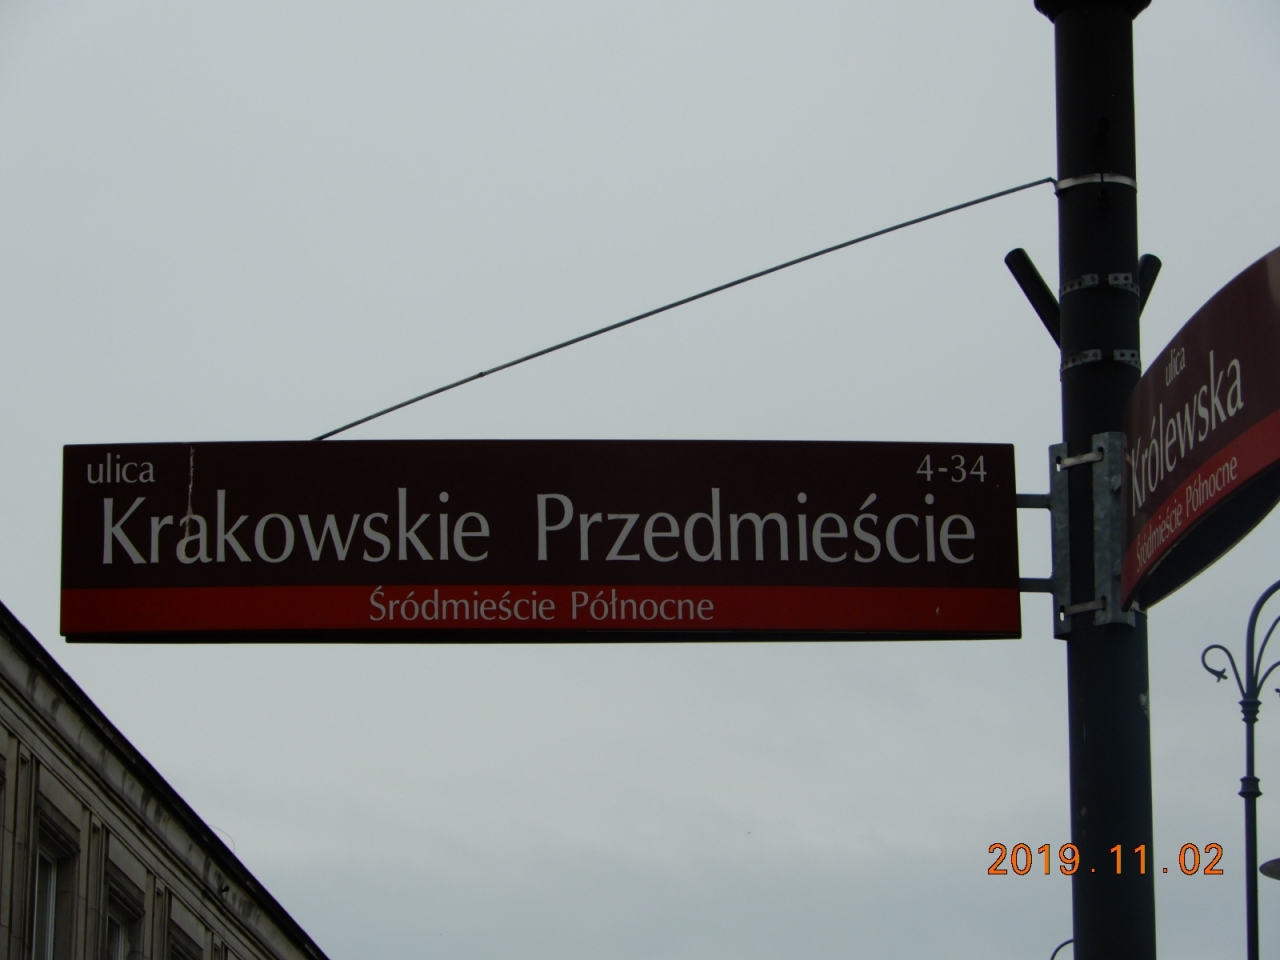 ulica
4-34
Krakowskie Przedmieście
Śródmieście Północne
ulica
Królewska
Śródmieście Północne
2019.11.02